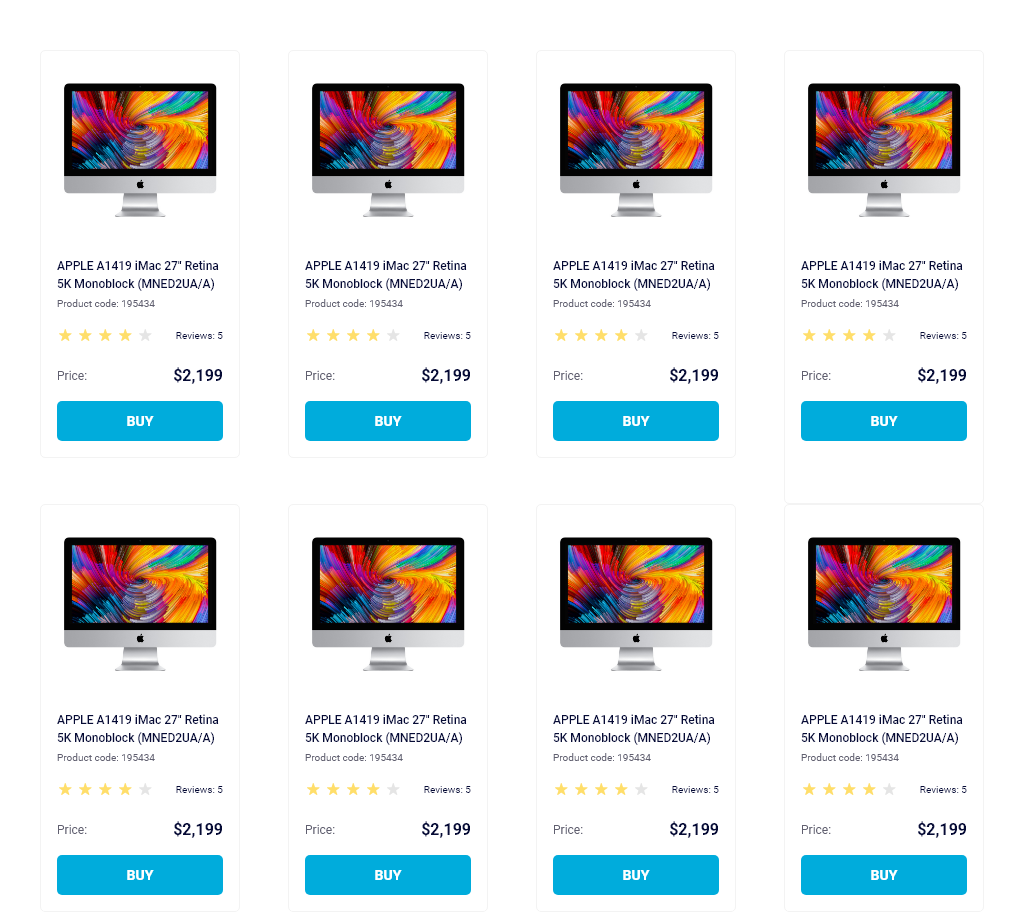 APPLE A1419 iMac 27" Retina
5K Monoblock (MNED2UA/A)
Product code: 195434
Reviews: 5
Price: $2,199
BUY
APPLE A1419 iMac 27" Retina
5K Monoblock (MNED2UA/A)
Product code: 195434
Reviews: 5
Price: $2,199
BUY
APPLE A1419 iMac 27" Retina
5K Monoblock (MNED2UA/A)
Product code: 195434
Reviews: 5
Price: $2,199
BUY
APPLE A1419 iMac 27" Retina
5K Monoblock (MNED2UA/A)
Product code: 195434
Reviews: 5
Price: $2,199
BUY
APPLE A1419 iMac 27" Retina
5K Monoblock (MNED2UA/A)
Product code: 195434
Reviews: 5
Price: $2,199
BUY
APPLE A1419 iMac 27" Retina
5K Monoblock (MNED2UA/A)
Product code: 195434
Reviews: 5
Price: $2,199
BUY
APPLE A1419 iMac 27" Retina
5K Monoblock (MNED2UA/A)
Product code: 195434
Reviews: 5
Price: $2,199
BUY
APPLE A1419 iMac 27" Retina
5K Monoblock (MNED2UA/A)
Product code: 195434
Reviews: 5
Price: $2,199
BUY